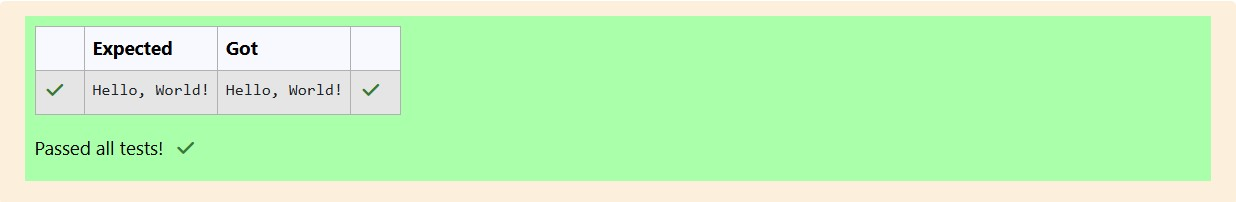 Expected Got
Hello, World! Hello, World!
Passed all tests!